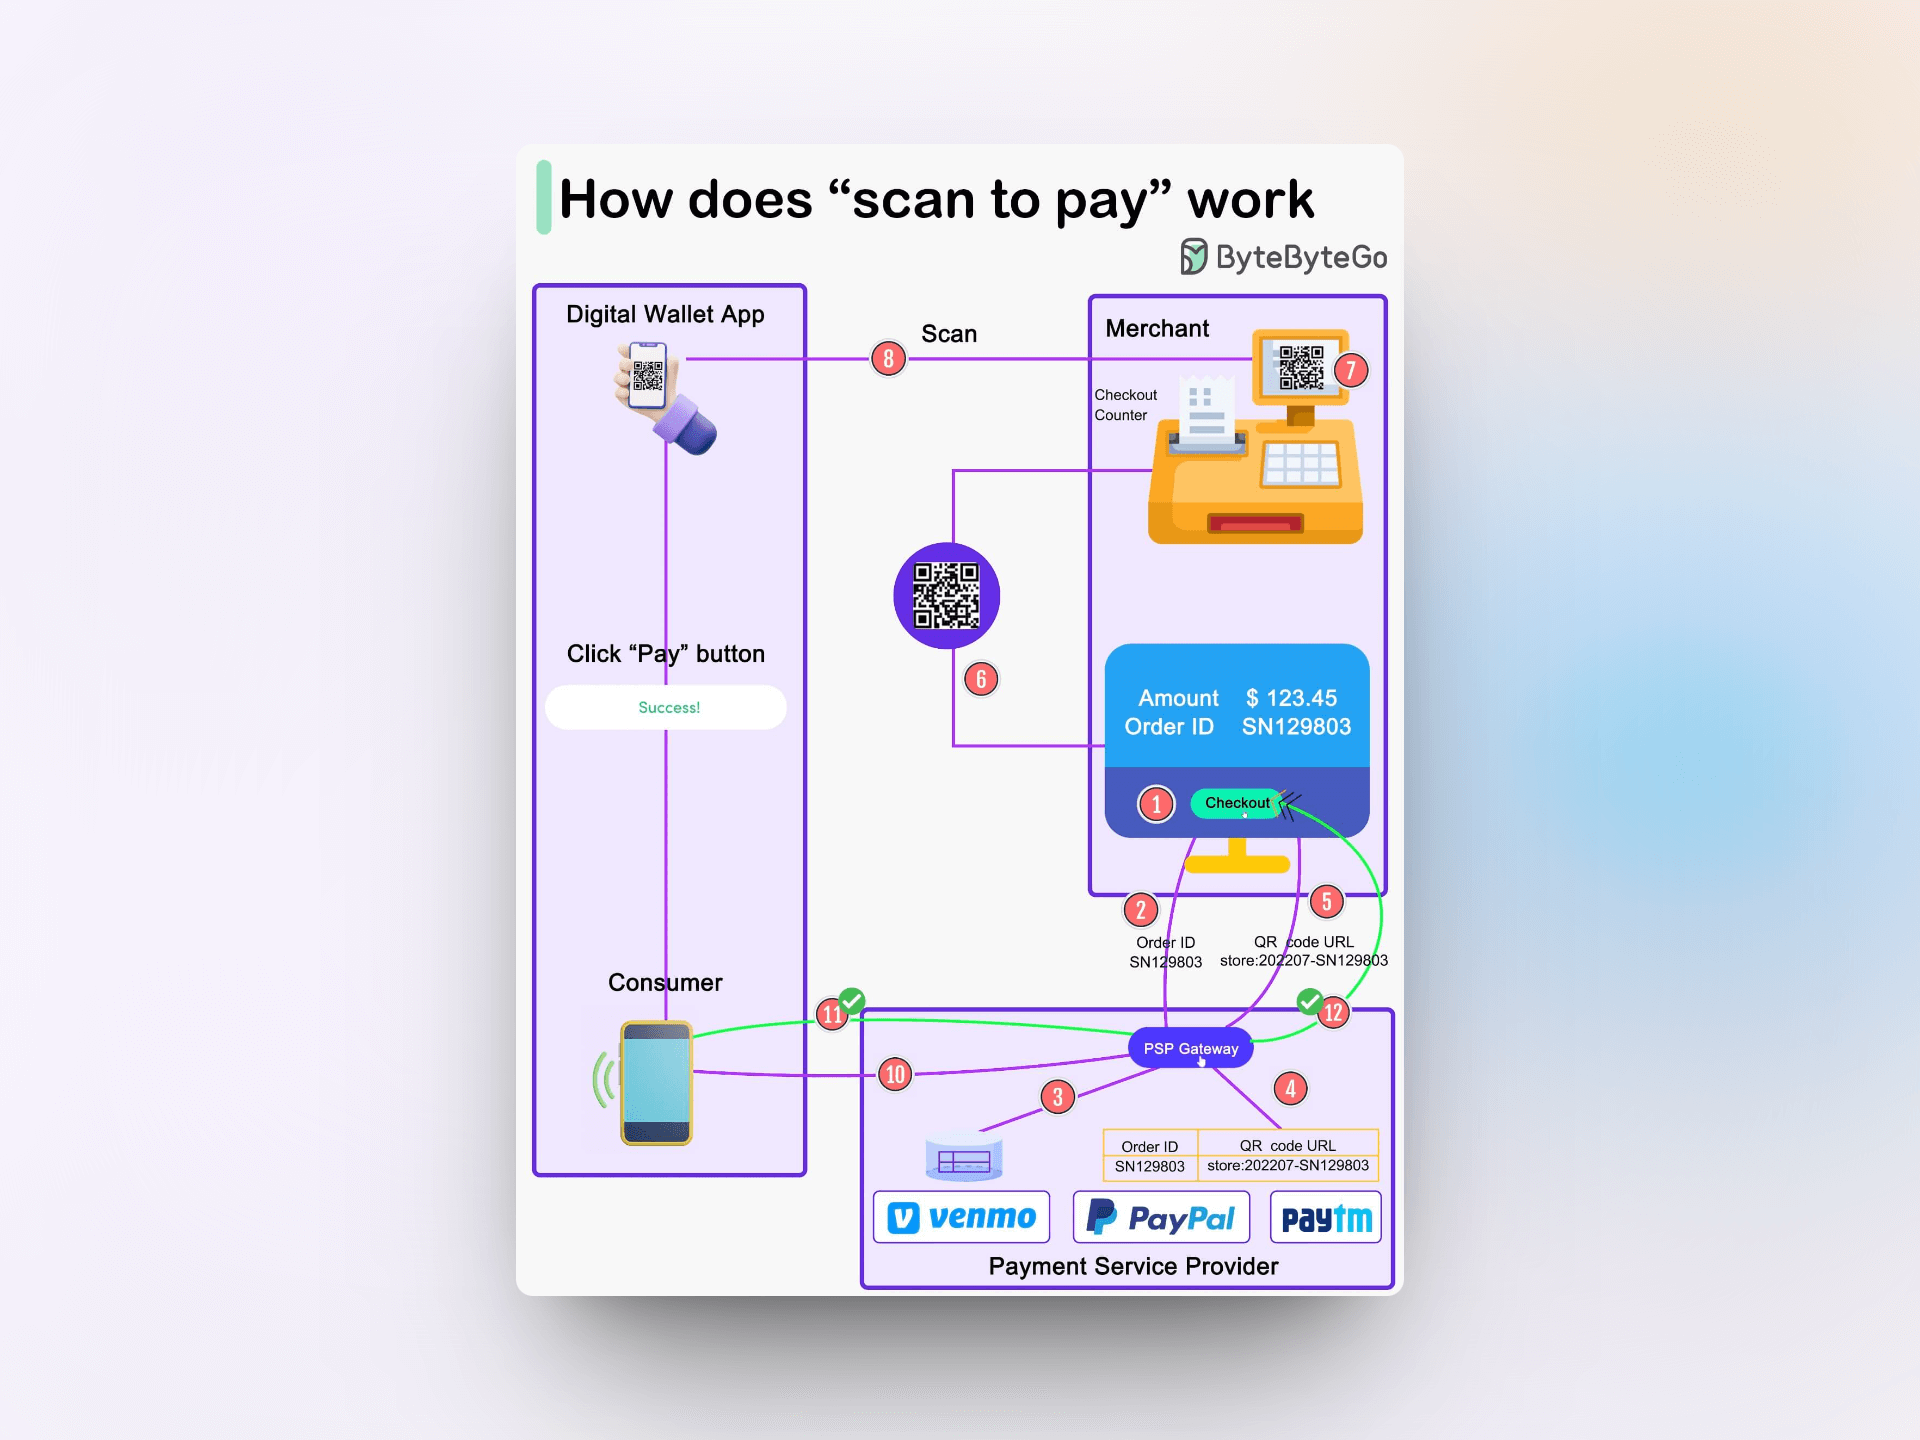 How does “scan to pay” work
ByteByteGo
Digital Wallet App
Scan
8
Merchant
7
Checkout
Counter
Click “Pay” button
Success!
6
Amount $ 123.45
Order ID SN129803
1
Checkout
2
5
Order ID
SN129803
QR code URL
store:202207-SN129803
Consumer
11
12
PSP Gateway
10
3
4
Order ID QR code URL
SN129803 store:202207-SN129803
venmo
PayPal
paytm
Payment Service Provider